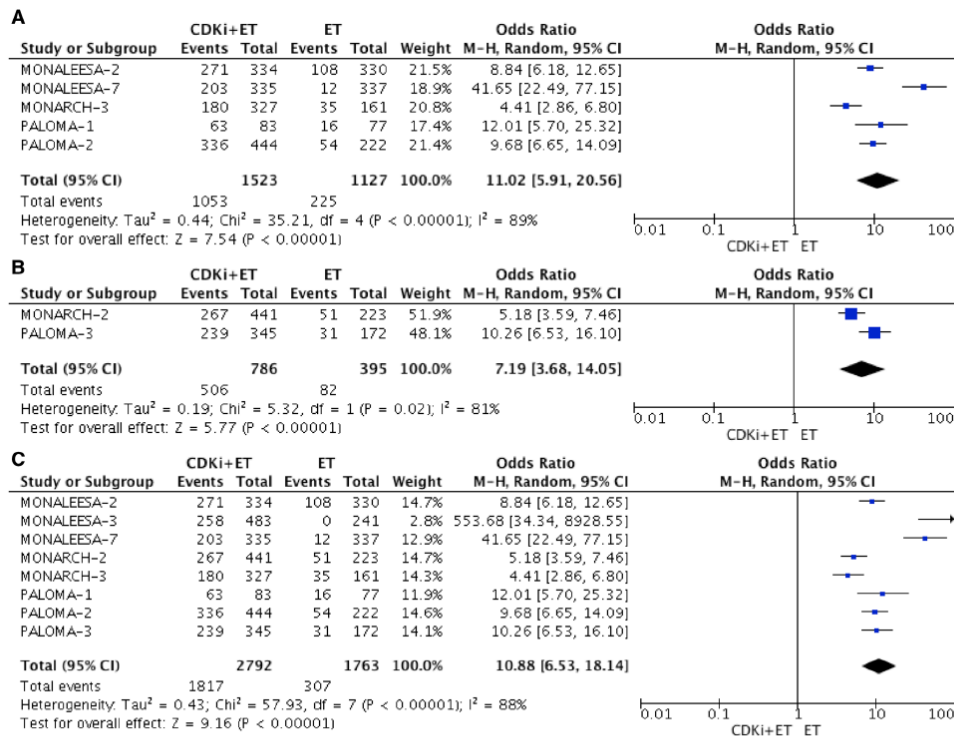 A
CDKi+ET ET Odds Ratio Odds Ratio
Study or Subgroup Events Total Events Total Weight M-H, Random, 95% CI M-H, Random, 95% CI
MONALEESA-2 271 334 108 330 21.5% 8.84 [6.18, 12.65]
MONALEESA-7 203 335 12 337 18.9% 41.65 [22.49, 77.15]
MONARCH-3 180 327 35 161 20.8% 4.41 [2.86, 6.80]
PALOMA-1 63 83 16 77 17.4% 12.01 [5.70, 25.32]
PALOMA-2 336 444 54 222 21.4% 9.68 [6.65, 14.09]
Total (95% CI) 1523 1127 100.0% 11.02 [5.91, 20.56]
Total events 1053 225
Heterogeneity: Tau² = 0.44; Chi² = 35.21, df = 4 (P < 0.00001); I² = 89%
Test for overall effect: Z = 7.54 (P < 0.00001)
0.01 0.1 1 10 100
CDKi+ET ET
B
CDKi+ET ET Odds Ratio Odds Ratio
Study or Subgroup Events Total Events Total Weight M-H, Random, 95% CI M-H, Random, 95% CI
MONARCH-2 267 441 51 223 51.9% 5.18 [3.59, 7.46]
PALOMA-3 239 345 31 172 48.1% 10.26 [6.53, 16.10]
Total (95% CI) 786 395 100.0% 7.19 [3.68, 14.05]
Total events 506 82
Heterogeneity: Tau² = 0.19; Chi² = 5.32, df = 1 (P = 0.02); I² = 81%
Test for overall effect: Z = 5.77 (P < 0.00001)
0.01 0.1 1 10 100
CDKi+ET ET
C
CDKi+ET ET Odds Ratio Odds Ratio
Study or Subgroup Events Total Events Total Weight M-H, Random, 95% CI M-H, Random, 95% CI
MONALEESA-2 271 334 108 330 14.7% 8.84 [6.18, 12.65]
MONALEESA-3 258 483 0 241 2.8% 553.68 [34.34, 8928.55]
MONALEESA-7 203 335 12 337 12.9% 41.65 [22.49, 77.15]
MONARCH-2 267 441 51 223 14.7% 5.18 [3.59, 7.46]
MONARCH-3 180 327 35 161 14.3% 4.41 [2.86, 6.80]
PALOMA-1 63 83 16 77 11.9% 12.01 [5.70, 25.32]
PALOMA-2 336 444 54 222 14.6% 9.68 [6.65, 14.09]
PALOMA-3 239 345 31 172 14.1% 10.26 [6.53, 16.10]
Total (95% CI) 2792 1763 100.0% 10.88 [6.53, 18.14]
Total events 1817 307
Heterogeneity: Tau² = 0.43; Chi² = 57.93, df = 7 (P < 0.00001); I² = 88%
Test for overall effect: Z = 9.16 (P < 0.00001)
0.01 0.1 1 10 100
CDKi+ET ET